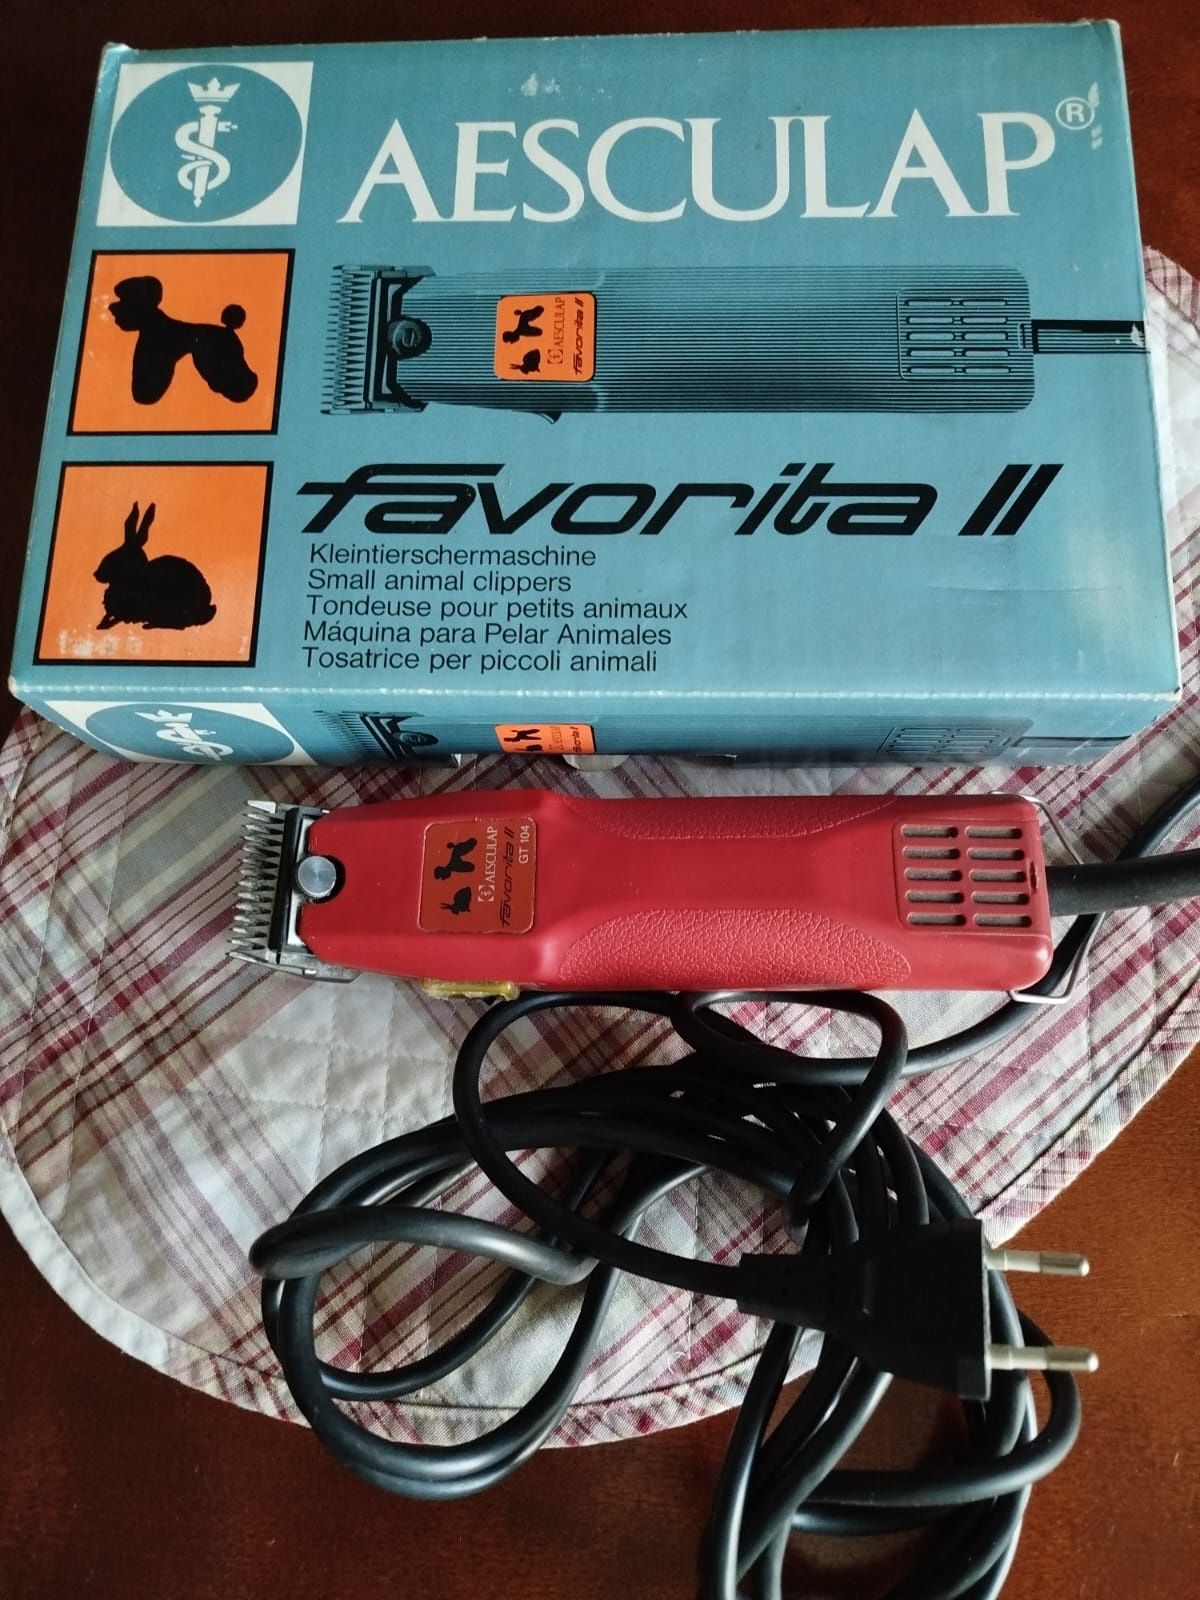 AESCULAP®
AESCULAP
favorita II
favorita II
Kleintierschermaschine
Small animal clippers
Tondeuse pour petits animaux
Máquina para Pelar Animales
Tosatrice per piccoli animali
AESCULAP
favorita II
GT 104